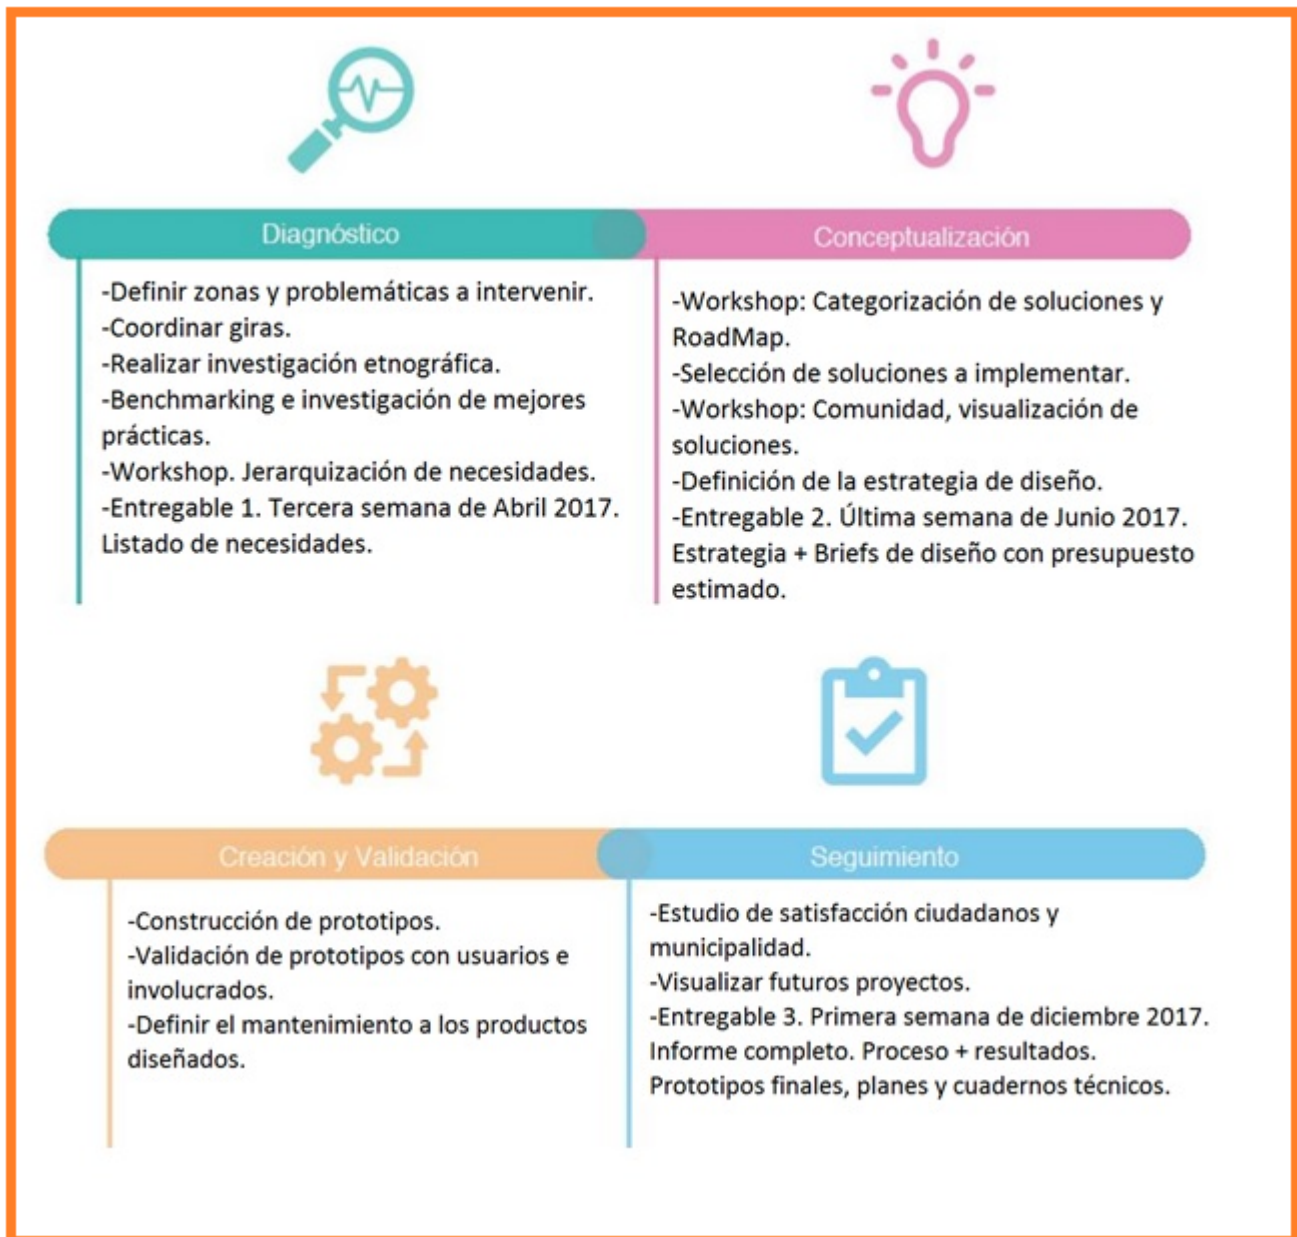 Diagnóstico
-Definir zonas y problemáticas a intervenir.
-Coordinar giras.
-Realizar investigación etnográfica.
-Benchmarking e investigación de mejores
prácticas.
-Workshop. Jerarquización de necesidades.
-Entregable 1. Tercera semana de Abril 2017.
Listado de necesidades.
Conceptualización
-Workshop: Categorización de soluciones y
RoadMap.
-Selección de soluciones a implementar.
-Workshop: Comunidad, visualización de
soluciones.
-Definición de la estrategia de diseño.
-Entregable 2. Última semana de Junio 2017.
Estrategia + Briefs de diseño con presupuesto
estimado.
Creación y Validación
-Construcción de prototipos.
-Validación de prototipos con usuarios e
involucrados.
-Definir el mantenimiento a los productos
diseñados.
Seguimiento
-Estudio de satisfacción ciudadanos y
municipalidad.
-Visualizar futuros proyectos.
-Entregable 3. Primera semana de diciembre 2017.
Informe completo. Proceso + resultados.
Prototipos finales, planes y cuadernos técnicos.